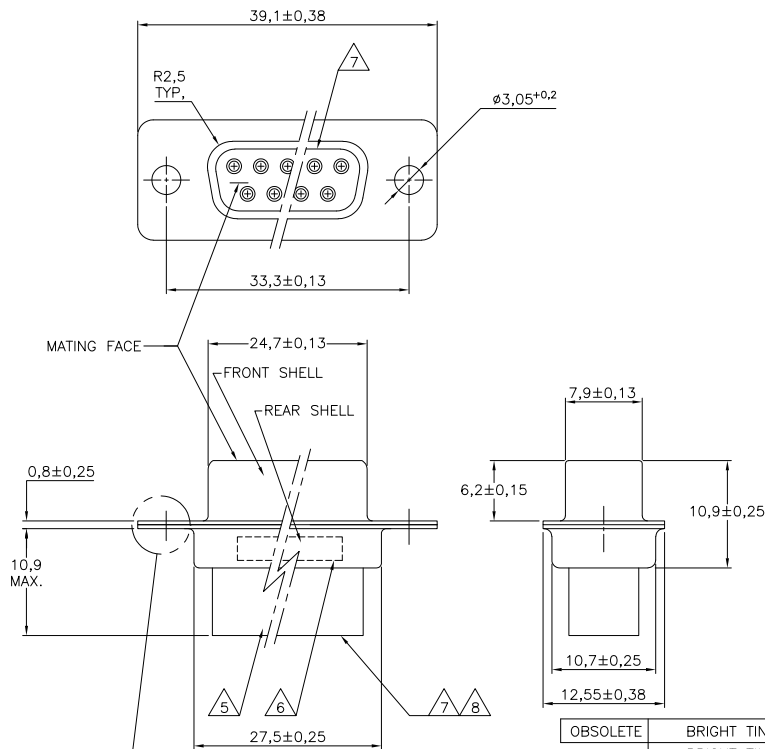 39,1±0,38
7
R2,5
TYP,
ø3,05+0,2
33,3±0,13
MATING FACE
24,7±0,13
FRONT SHELL
REAR SHELL
7,9±0,13
0,8±0,25
6,2±0,15
10,9±0,25
10,9
MAX.
5
6
7
8
10,7±0,25
12,55±0,38
27,5±0,25
OBSOLETE
BRIGHT TIN